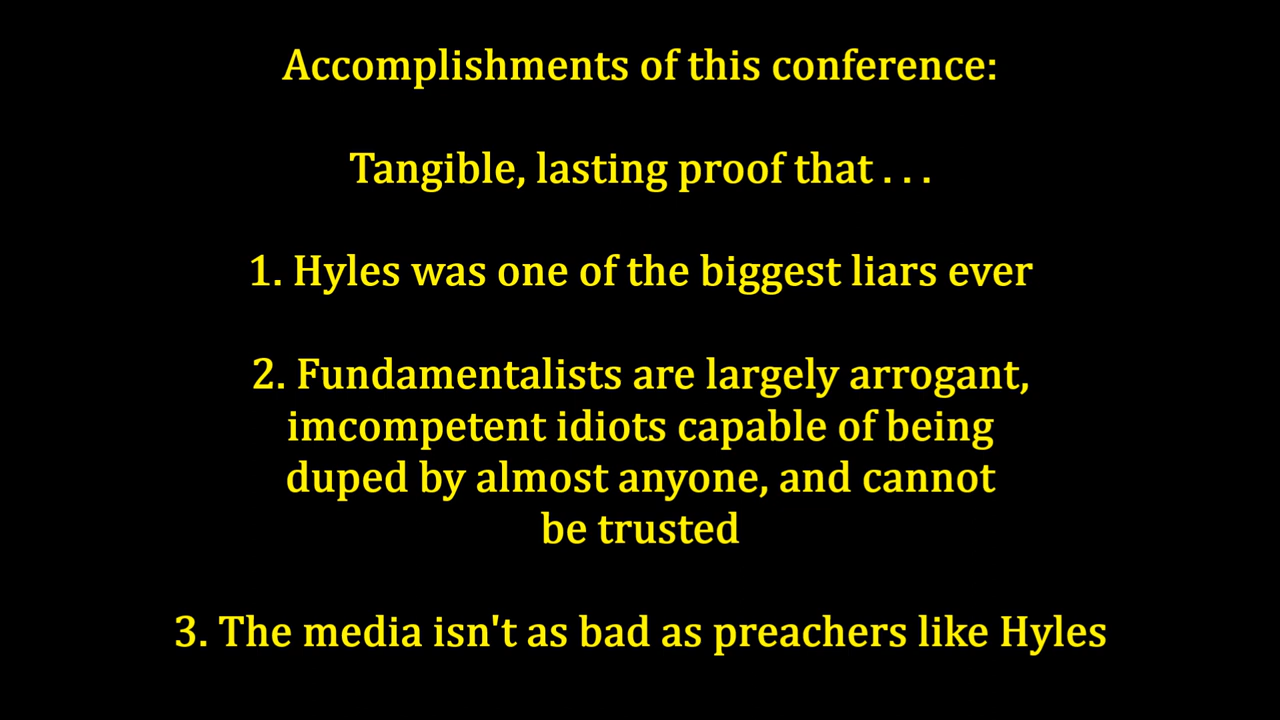 Accomplishments of this conference:
Tangible, lasting proof that . . .
1. Hyles was one of the biggest liars ever
2. Fundamentalists are largely arrogant,
imcompetent idiots capable of being
duped by almost anyone, and cannot
be trusted
3. The media isn't as bad as preachers like Hyles